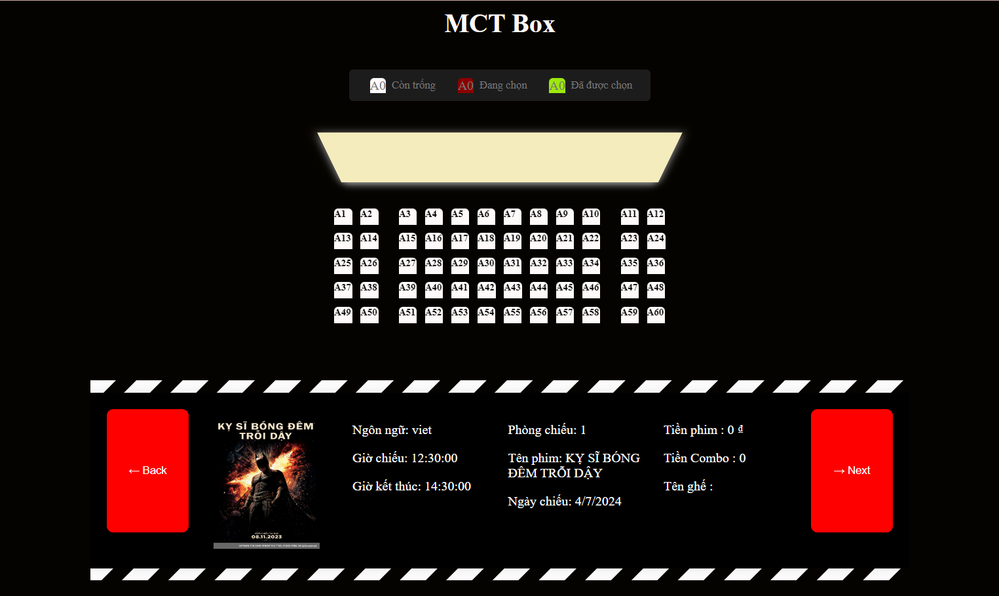 MCT Box
A0 Còn trống A0 Đang chọn A0 Đã được chọn
A1 A2 A3 A4 A5 A6 A7 A8 A9 A10 A11 A12
A13 A14 A15 A16 A17 A18 A19 A20 A21 A22 A23 A24
A25 A26 A27 A28 A29 A30 A31 A32 A33 A34 A35 A36
A37 A38 A39 A40 A41 A42 A43 A44 A45 A46 A47 A48
A49 A50 A51 A52 A53 A54 A55 A56 A57 A58 A59 A60
← Back
KỴ SĨ BÓNG ĐÊM
TRỖI DẬY
08.11.2023
Ngôn ngữ: viet
Giờ chiếu: 12:30:00
Giờ kết thúc: 14:30:00
Phòng chiếu: 1
Tên phim: KỴ SĨ BÓNG
ĐÊM TRỖI DẬY
Ngày chiếu: 4/7/2024
Tiền phim : 0 ₫
Tiền Combo : 0
Tên ghế :
→ Next